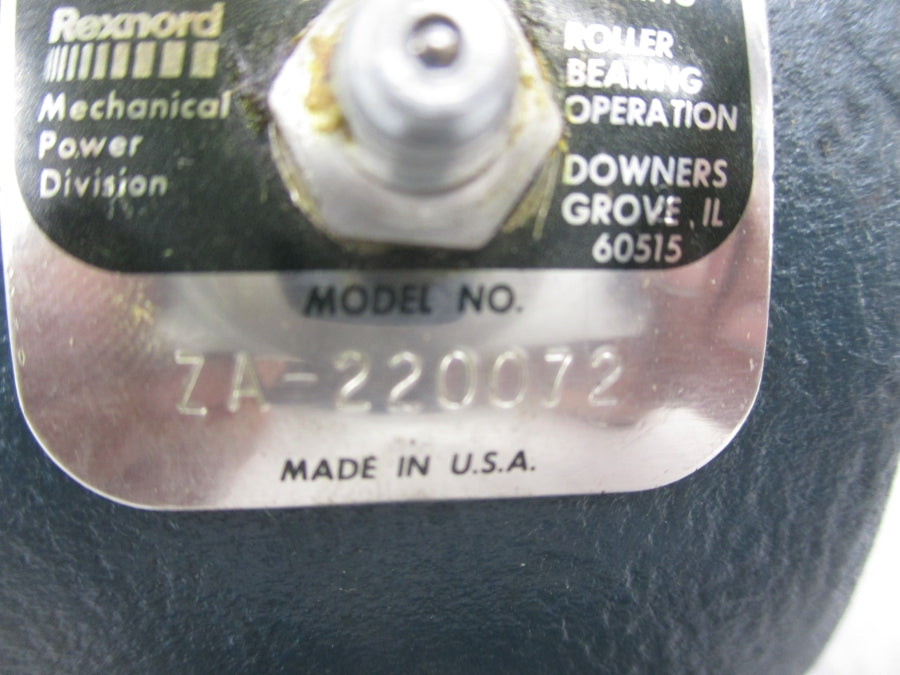 Rexnord
Mechanical
Power
Division
ROLLER
BEARING
OPERATION
DOWNERS
GROVE, IL
60515
MODEL NO.
ZA-220072
MADE IN U.S.A.